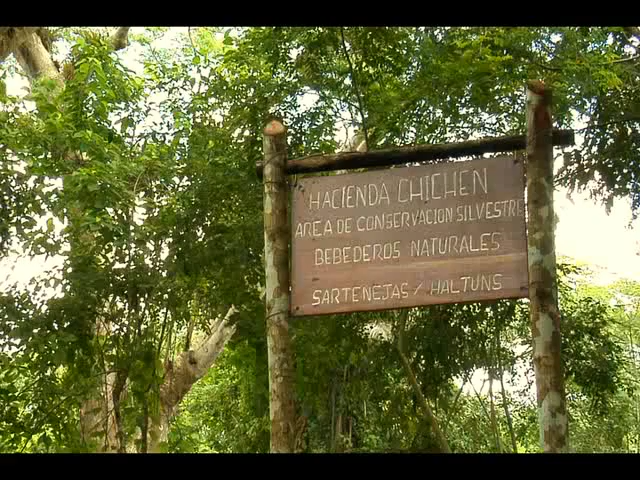 HACIENDA CHICHEN
AREA DE CONSERVACION SILVESTRE
BEBEDEROS NATURALES
SARTENEJAS / HALTUNS